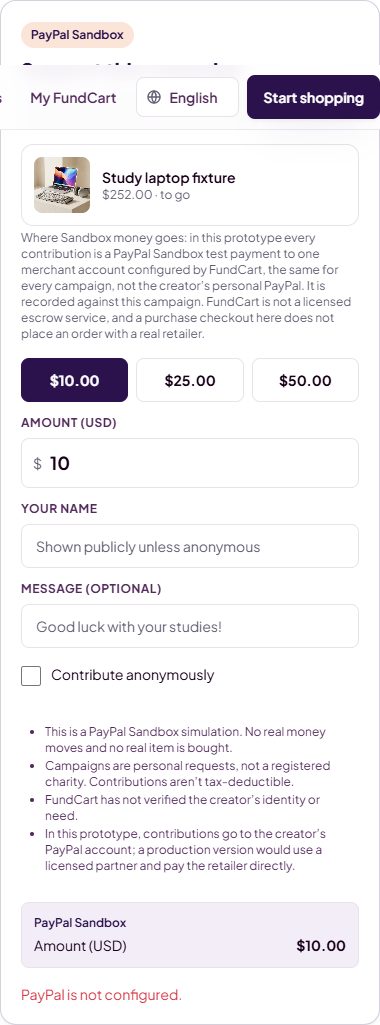 PayPal Sandbox
My FundCart
English
Start shopping
Study laptop fixture
$252.00 · to go
Where Sandbox money goes: in this prototype every
contribution is a PayPal Sandbox test payment to one
merchant account configured by FundCart, the same for
every campaign, not the creator's personal PayPal. It is
recorded against this campaign. FundCart is not a licensed
escrow service, and a purchase checkout here does not
place an order with a real retailer.
$10.00
$25.00
$50.00
AMOUNT (USD)
$ 10
YOUR NAME
Shown publicly unless anonymous
MESSAGE (OPTIONAL)
Good luck with your studies!
Contribute anonymously
• This is a PayPal Sandbox simulation. No real money
moves and no real item is bought.
• Campaigns are personal requests, not a registered
charity. Contributions aren't tax-deductible.
• FundCart has not verified the creator's identity or
need.
• In this prototype, contributions go to the creator's
PayPal account; a production version would use a
licensed partner and pay the retailer directly.
PayPal Sandbox
Amount (USD)
$10.00
PayPal is not configured.